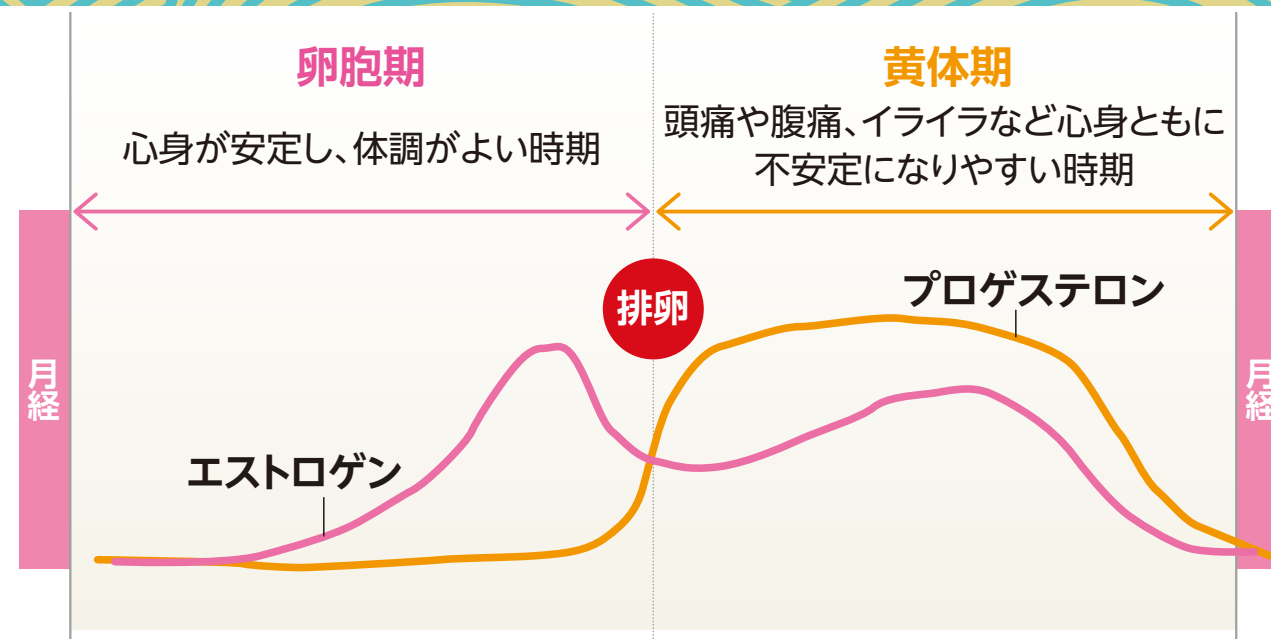 卵胞期
心身が安定し、体調がよい時期
黄体期
頭痛や腹痛、イライラなど心身ともに
不安定になりやすい時期
排卵
プロゲステロン
エストロゲン
月経
月経